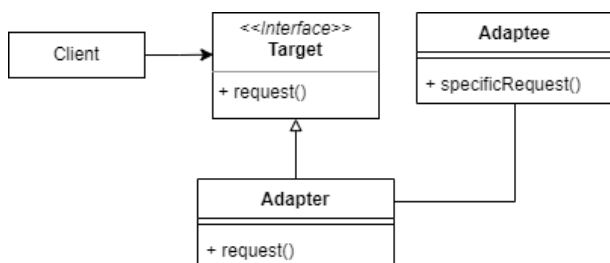 Client
<<Interface>>
Target
+ request()
Adaptee
+ specificRequest()
Adapter
+ request()